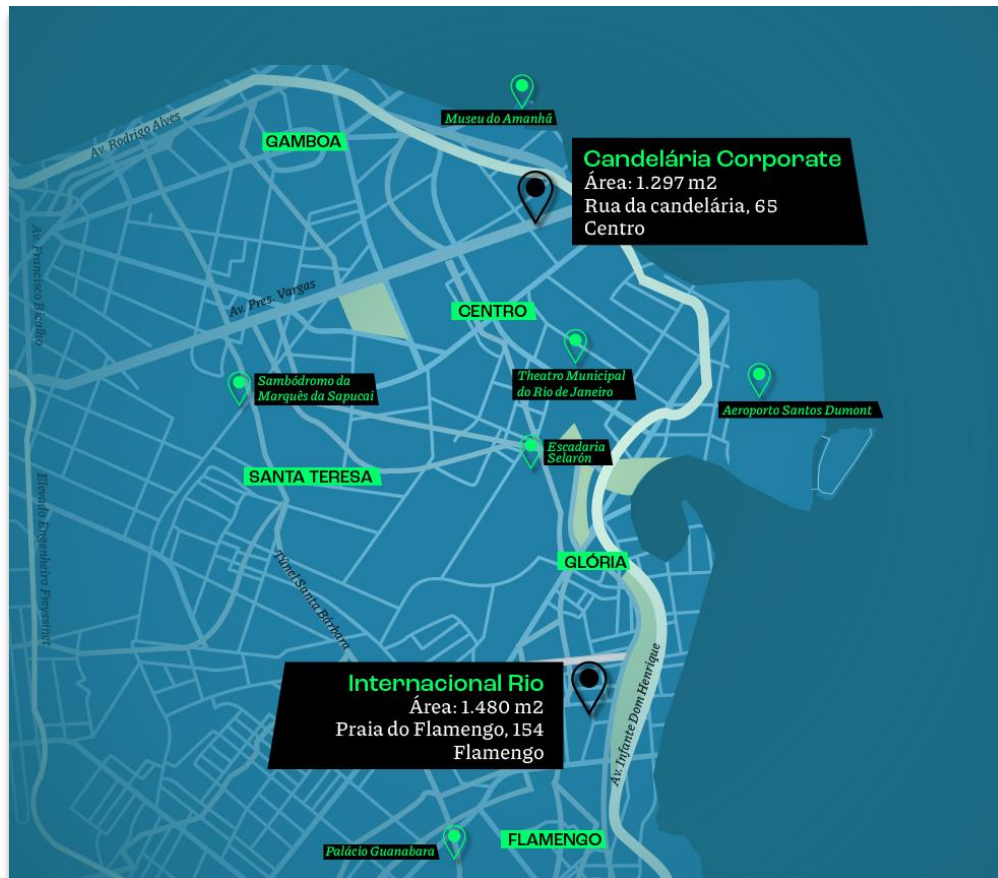 Museu do Amanhã
Av. Rodrigo Alves
GAMBOA
Candelária Corporate
Área: 1.297 m2
Rua da candelária, 65
Centro
Av. Francisco Bicalho
Av. Pres. Vargas
CENTRO
Theatro Municipal
do Rio de Janeiro
Sambódromo da
Marquês da Sapucai
Aeroporto Santos Dumont
Escadaria
Selarón
SANTA TERESA
Elevado Engenheiro Freyssinet
GLÓRIA
Túnel Santa Bárbara
Internacional Rio
Área: 1.480 m2
Praia do Flamengo, 154
Flamengo
Av. Infante Dom Henrique
FLAMENGO
Palácio Guanabara